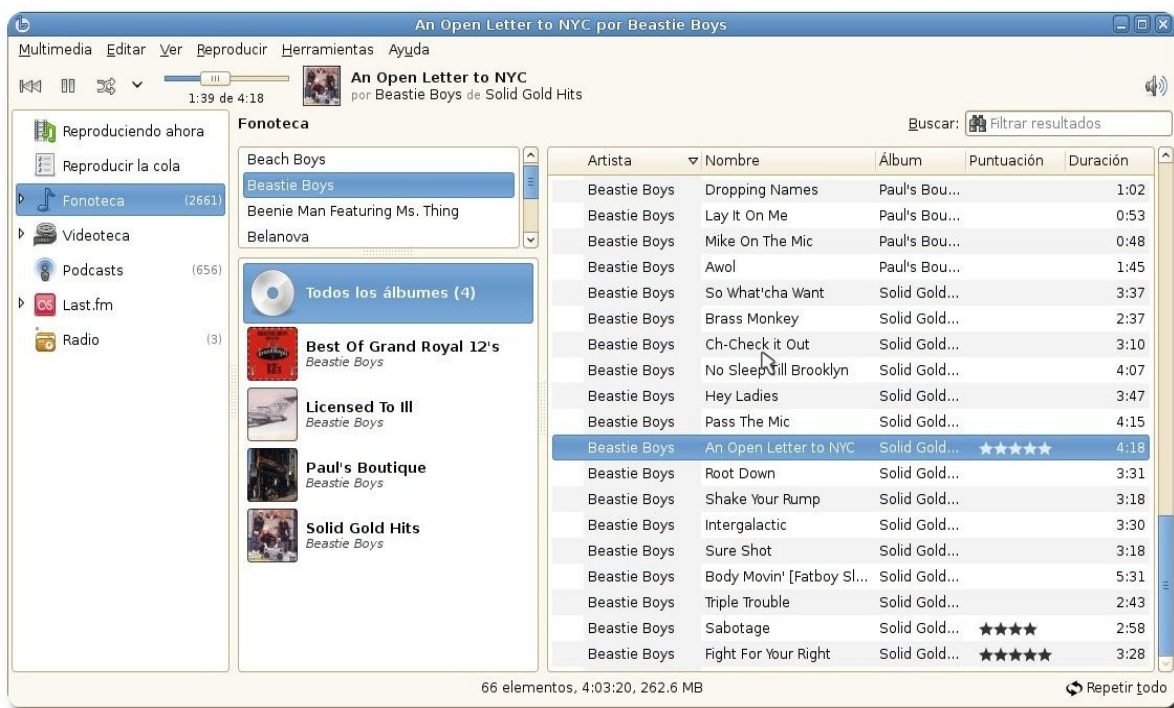 An Open Letter to NYC por Beastie Boys
Multimedia Editar Ver Reproducir Herramientas Ayuda
1:39 de 4:18
An Open Letter to NYC
por Beastie Boys de Solid Gold Hits
Reproduciendo ahora
Reproducir la cola
Fonoteca (2661)
Videoteca
Podcasts (656)
Last.fm
Radio (3)
Fonoteca
Buscar: Filtrar resultados
Beach Boys
Beastie Boys
Beenie Man Featuring Ms. Thing
Belanova
Todos los álbumes (4)
Best Of Grand Royal 12's
Beastie Boys
Licensed To Ill
Beastie Boys
Paul's Boutique
Beastie Boys
Solid Gold Hits
Beastie Boys
Artista Nombre Álbum Puntuación Duración
Beastie Boys Dropping Names Paul's Bou... 1:02
Beastie Boys Lay It On Me Paul's Bou... 0:53
Beastie Boys Mike On The Mic Paul's Bou... 0:48
Beastie Boys Awol Paul's Bou... 1:45
Beastie Boys So What'cha Want Solid Gold... 3:37
Beastie Boys Brass Monkey Solid Gold... 2:37
Beastie Boys Ch-Check it Out Solid Gold... 3:10
Beastie Boys No Sleep Till Brooklyn Solid Gold... 4:07
Beastie Boys Hey Ladies Solid Gold... 3:47
Beastie Boys Pass The Mic Solid Gold... 4:15
Beastie Boys An Open Letter to NYC Solid Gold... ★★★★★ 4:18
Beastie Boys Root Down Solid Gold... 3:31
Beastie Boys Shake Your Rump Solid Gold... 3:18
Beastie Boys Intergalactic Solid Gold... 3:30
Beastie Boys Sure Shot Solid Gold... 3:18
Beastie Boys Body Movin' [Fatboy Sl... Solid Gold... 5:31
Beastie Boys Triple Trouble Solid Gold... 2:43
Beastie Boys Sabotage Solid Gold... ★★★★ 2:58
Beastie Boys Fight For Your Right Solid Gold... ★★★★★ 3:28
66 elementos, 4:03:20, 262.6 MB
Repetir todo